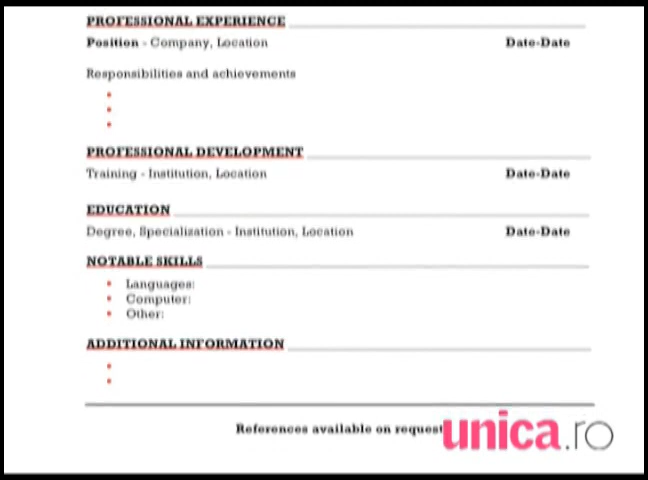 PROFESSIONAL EXPERIENCE
Position - Company, Location Date-Date
Responsibilities and achievements
PROFESSIONAL DEVELOPMENT
Training - Institution, Location Date-Date
EDUCATION
Degree, Specialization - Institution, Location Date-Date
NOTABLE SKILLS
Languages:
Computer:
Other:
ADDITIONAL INFORMATION
References available on request
unica.ro